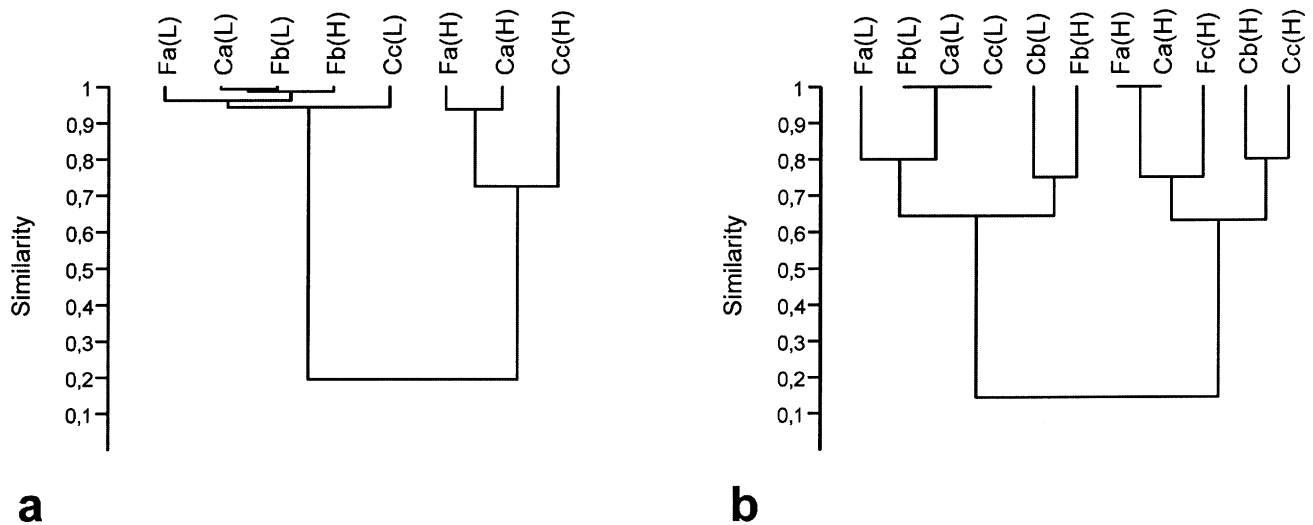 Fa(L)
Ca(L)
Fb(L)
Fb(H)
Cc(L)
Fa(H)
Ca(H)
Cc(H)
Similarity
1
0,9
0,8
0,7
0,6
0,5
0,4
0,3
0,2
0,1
a
Fa(L)
Fb(L)
Ca(L)
Cc(L)
Cb(L)
Fb(H)
Fa(H)
Ca(H)
Fc(H)
Cb(H)
Cc(H)
Similarity
1
0,9
0,8
0,7
0,6
0,5
0,4
0,3
0,2
0,1
b